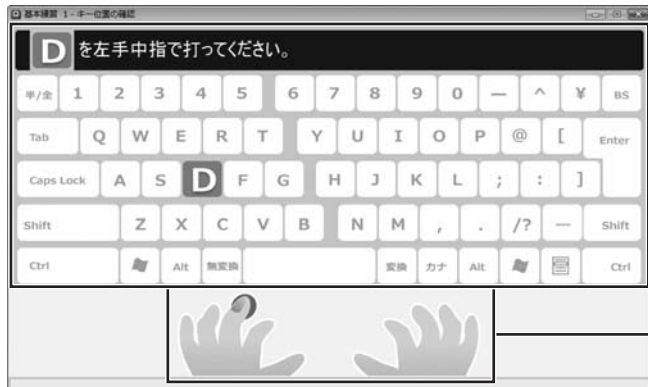 基本練習 1 - キー位置の確認
D を左手中指で打ってください。
半/全 1 2 3 4 5 6 7 8 9 0 — ^ ¥ BS
Tab Q W E R T Y U I O P @ [ Enter
Caps Lock A S D F G H J K L ; : ]
Shift Z X C V B N M , . /? — Shift
Ctrl Alt 無変換 変換 カナ Alt Ctrl